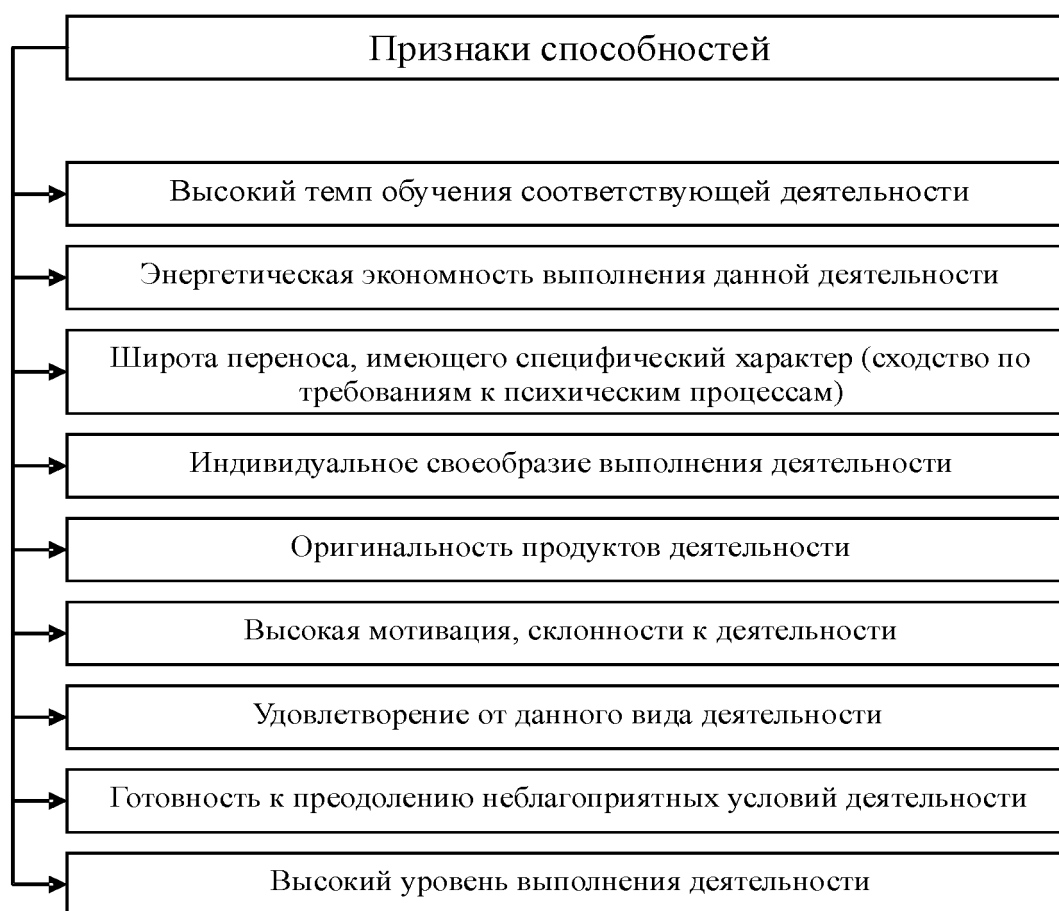 Признаки способностей
Высокий темп обучения соответствующей деятельности
Энергетическая экономность выполнения данной деятельности
Широта переноса, имеющего специфический характер (сходство по
требованиям к психическим процессам)
Индивидуальное своеобразие выполнения деятельности
Оригинальность продуктов деятельности
Высокая мотивация, склонности к деятельности
Удовлетворение от данного вида деятельности
Готовность к преодолению неблагоприятных условий деятельности
Высокий уровень выполнения деятельности